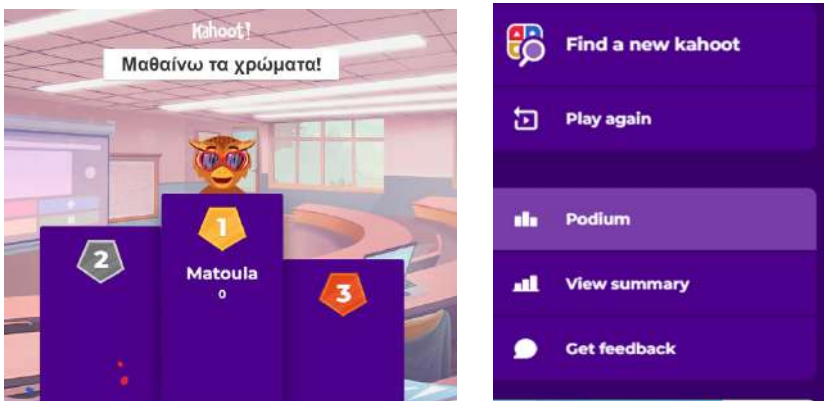 Kahoot!
Μαθαίνω τα χρώματα!
1
2
Matoula
0
3
Find a new kahoot
Play again
Podium
View summary
Get feedback